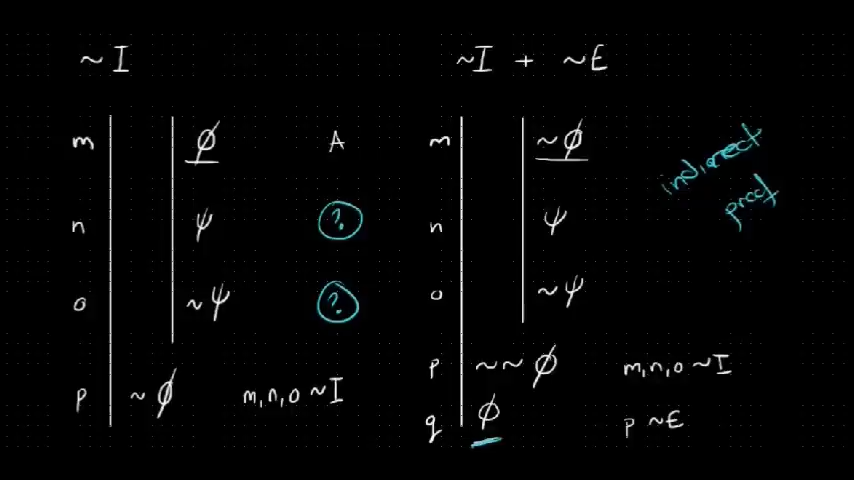 ~I
m ϕ A
n ψ ?
o ~ψ ?
p ~ϕ m,n,o ~I
~I + ~E
m ~ϕ
n ψ
o ~ψ
p ~~ϕ m,n,o ~I
q ϕ p ~E
indirect
proof